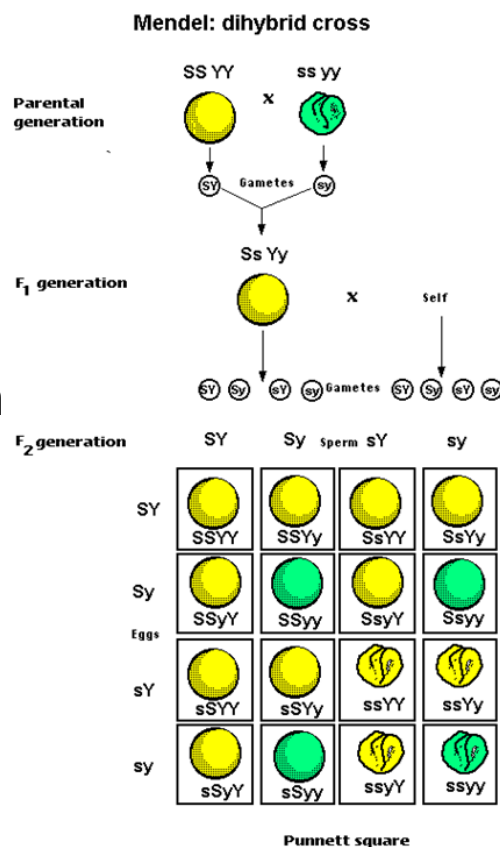 Mendel: dihybrid cross
SS YY x ss yy
Parental
generation
SY Gametes sy
Ss Yy
F1 generation x Self
SY Sy sY sy Gametes SY Sy sY sy
F2 generation SY Sy Sperm sY sy
SY
SSYY SSYy SsYY SsYy
Sy
SSyY SSyy SsyY Ssyy
Eggs
sY
sSYY sSYy ssYY ssYy
sy
sSyY sSyy ssyY ssyy
Punnett square